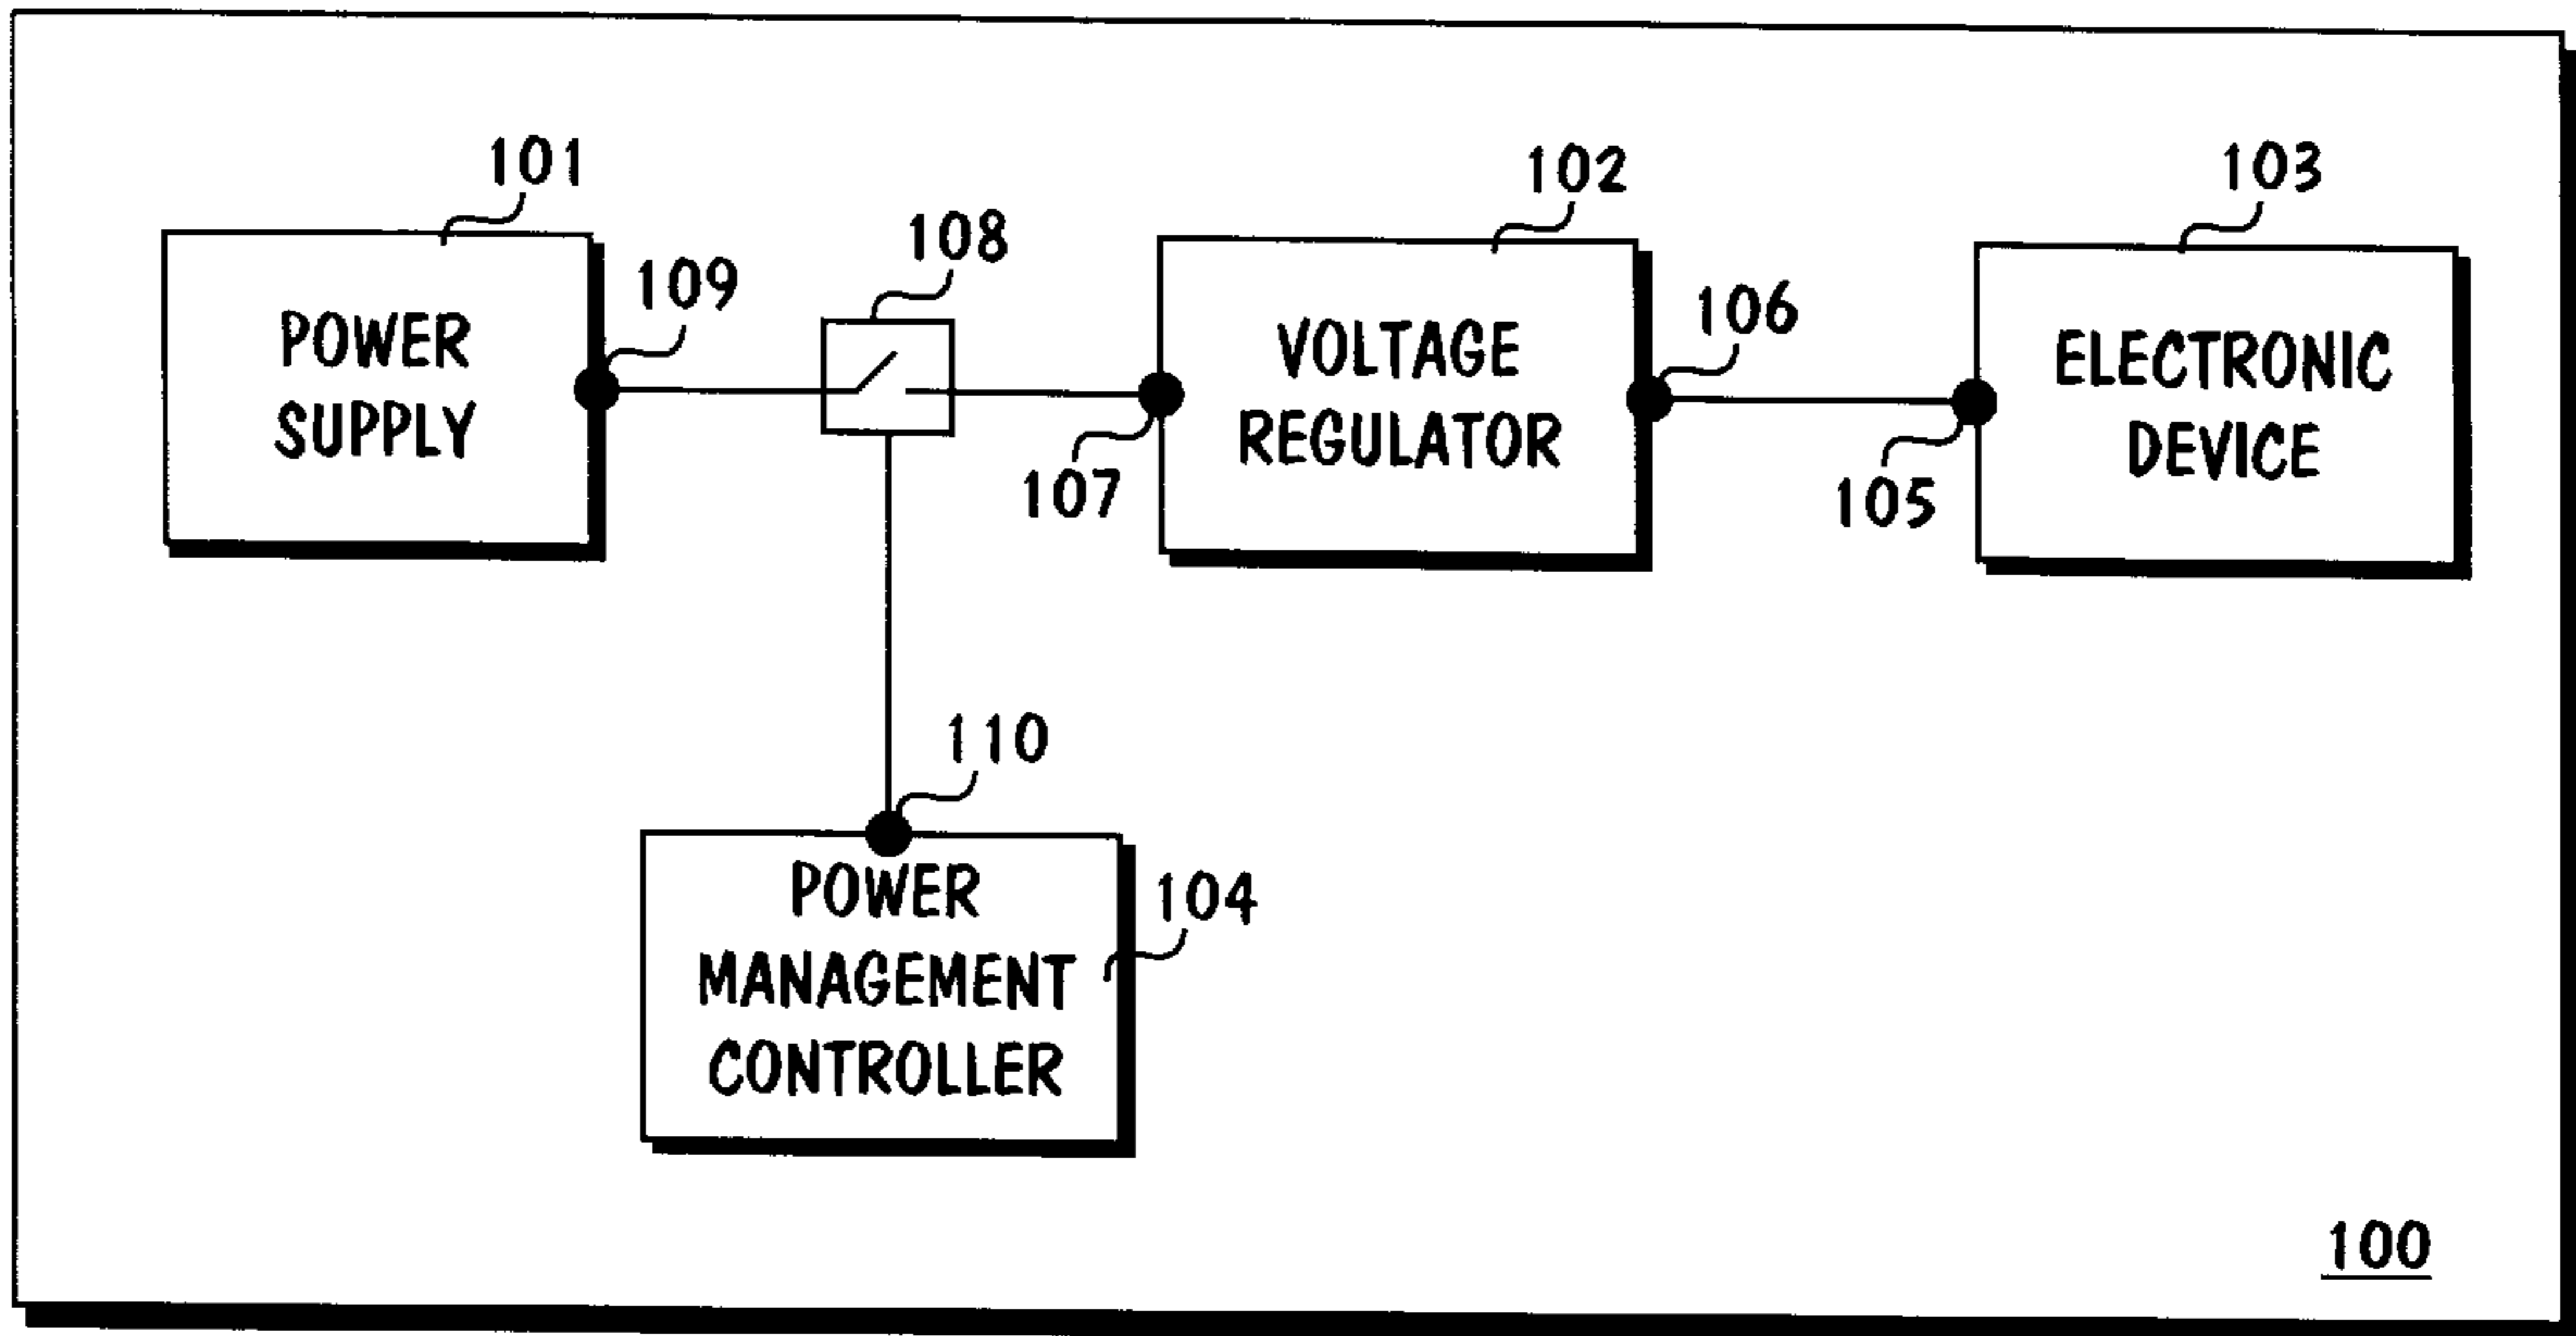 101
102
103
108
109
POWER
SUPPLY
VOLTAGE
REGULATOR
106
ELECTRONIC
DEVICE
107
105
110
POWER
MANAGEMENT
CONTROLLER
104
100